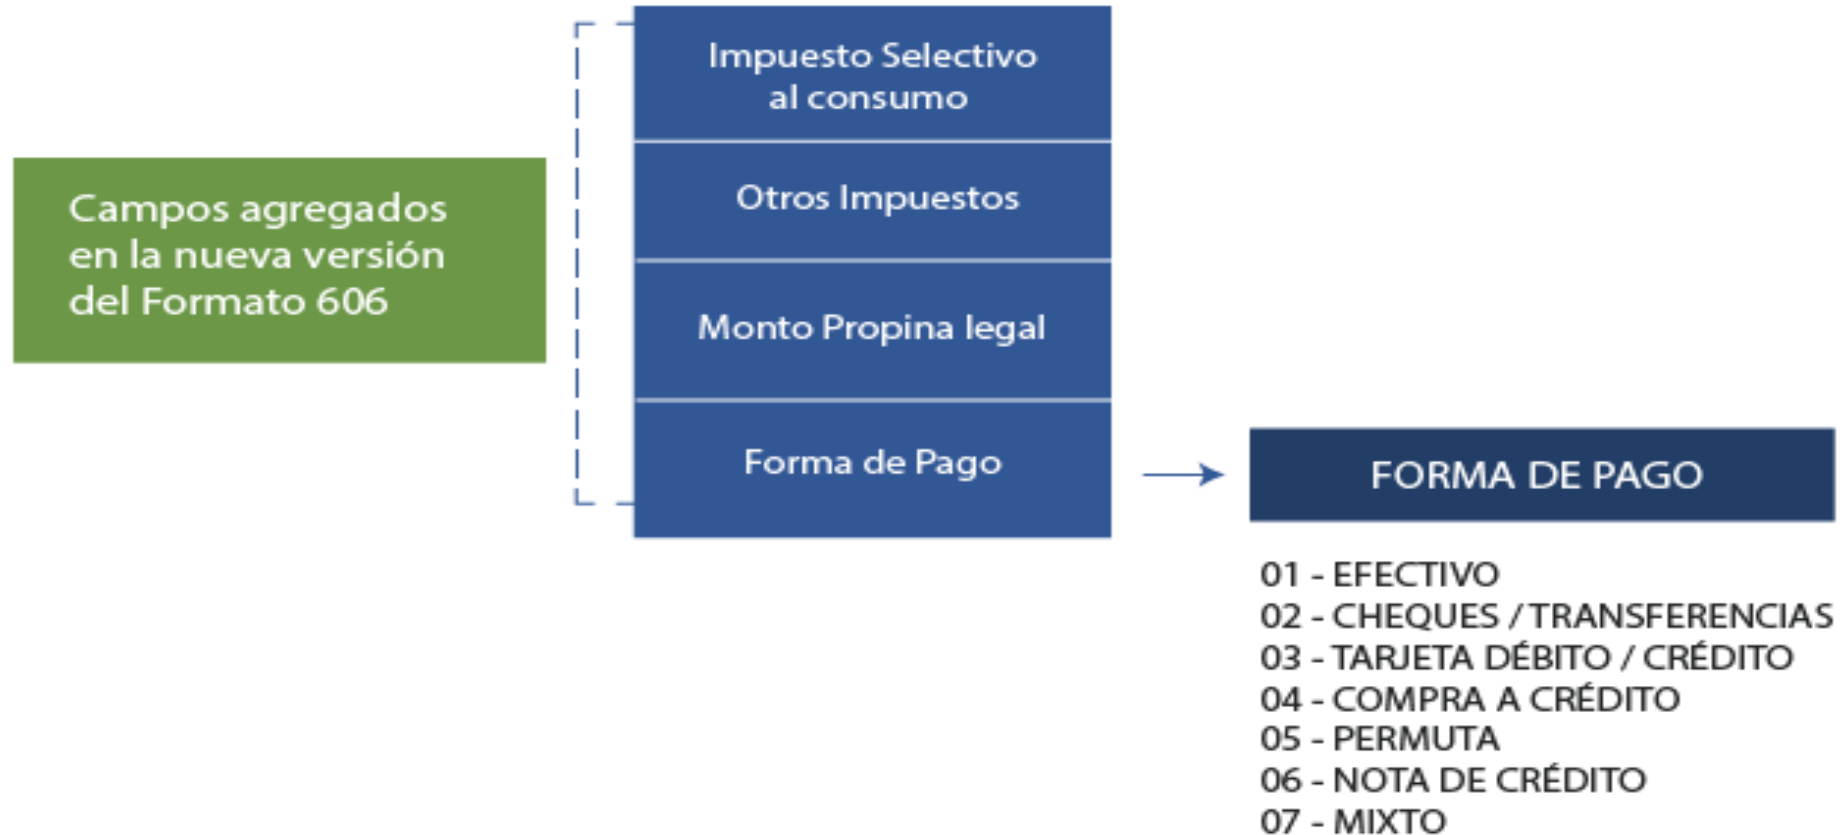 Campos agregados
en la nueva versión
del Formato 606
Impuesto Selectivo
al consumo
Otros Impuestos
Monto Propina legal
Forma de Pago
FORMA DE PAGO
01 - EFECTIVO
02 - CHEQUES / TRANSFERENCIAS
03 - TARJETA DÉBITO / CRÉDITO
04 - COMPRA A CRÉDITO
05 - PERMUTA
06 - NOTA DE CRÉDITO
07 - MIXTO